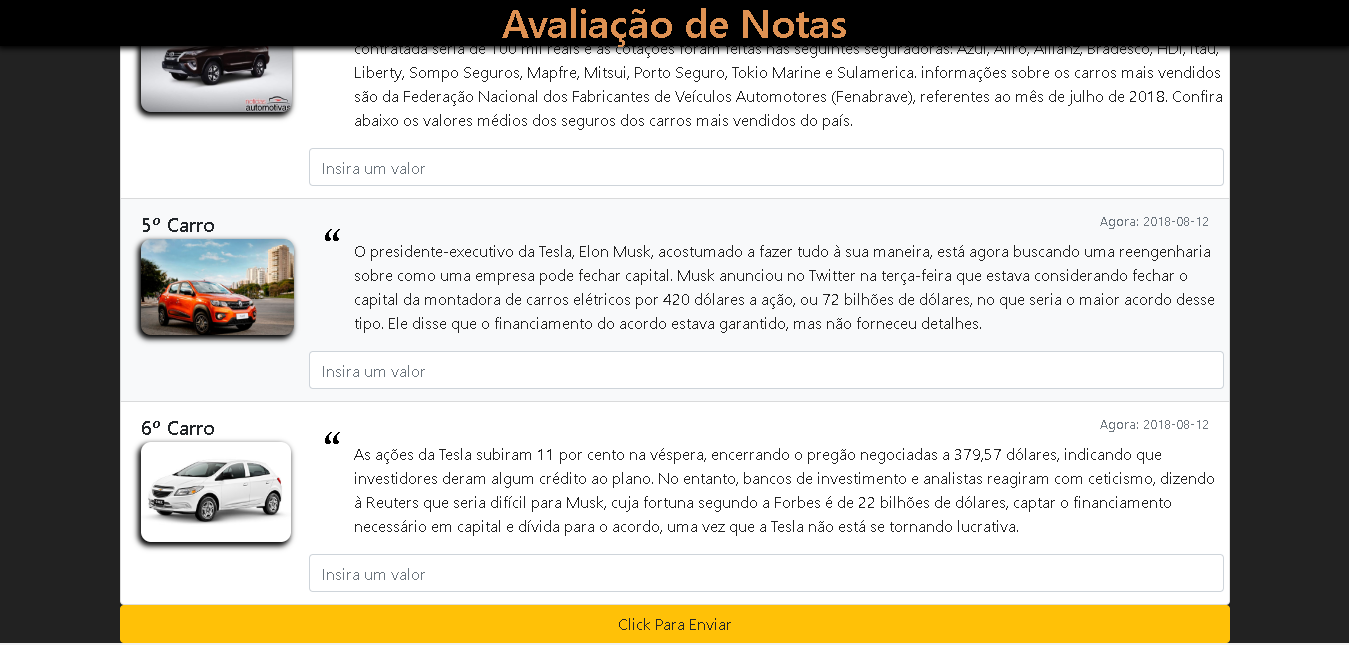 Avaliação de Notas
contratada seria de 100 mil reais e as cotações foram feitas nas seguintes seguradoras: Azul, Alfro, Allianz, Bradesco, HDI, Itaú,
Liberty, Sompo Seguros, Mapfre, Mitsui, Porto Seguro, Tokio Marine e Sulamerica. informações sobre os carros mais vendidos
são da Federação Nacional dos Fabricantes de Veículos Automotores (Fenabrave), referentes ao mês de julho de 2018. Confira
abaixo os valores médios dos seguros dos carros mais vendidos do país.
notícias
automotivas
Insira um valor
5º Carro
Agora: 2018-08-12
“
O presidente-executivo da Tesla, Elon Musk, acostumado a fazer tudo à sua maneira, está agora buscando uma reengenharia
sobre como uma empresa pode fechar capital. Musk anunciou no Twitter na terça-feira que estava considerando fechar o
capital da montadora de carros elétricos por 420 dólares a ação, ou 72 bilhões de dólares, no que seria o maior acordo desse
tipo. Ele disse que o financiamento do acordo estava garantido, mas não forneceu detalhes.
Insira um valor
6º Carro
Agora: 2018-08-12
“
As ações da Tesla subiram 11 por cento na véspera, encerrando o pregão negociadas a 379,57 dólares, indicando que
investidores deram algum crédito ao plano. No entanto, bancos de investimento e analistas reagiram com ceticismo, dizendo
à Reuters que seria difícil para Musk, cuja fortuna segundo a Forbes é de 22 bilhões de dólares, captar o financiamento
necessário em capital e dívida para o acordo, uma vez que a Tesla não está se tornando lucrativa.
Insira um valor
Click Para Enviar